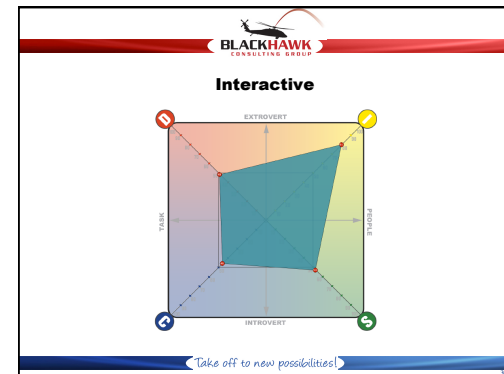 BLACKHAWK
CONSULTING GROUP
Interactive
D
EXTROVERT
I
TASK
PEOPLE
C
INTROVERT
S
Take off to new possibilities!